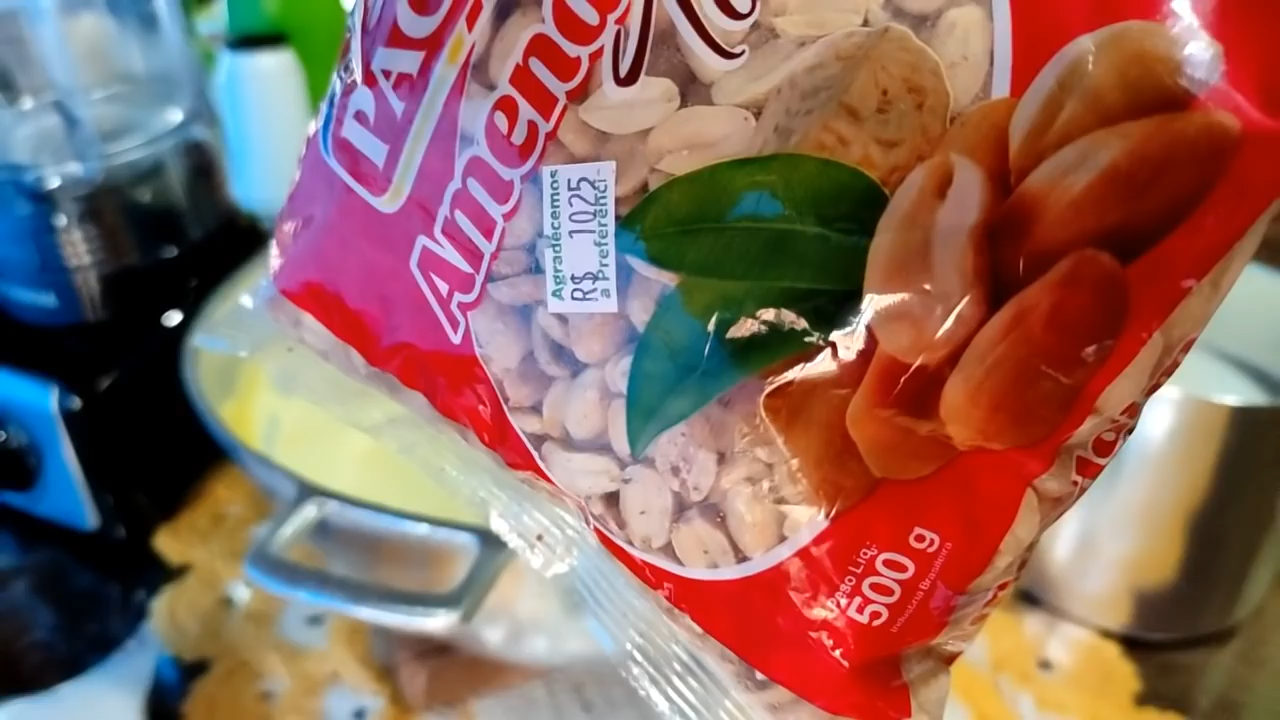 PAC
Amend
Agradecemos
a Preferênci-
R$ 1025
Peso Líq.:
500 g
Indústria Brasileira